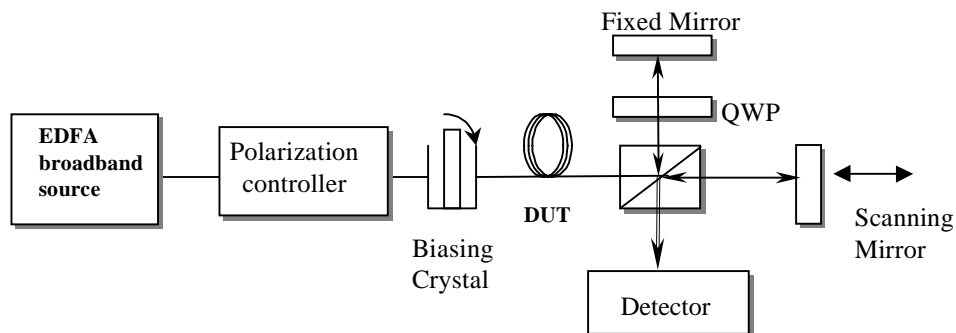 Fixed Mirror
QWP
EDFA
broadband
source
Polarization
controller
DUT
Biasing
Crystal
Scanning
Mirror
Detector